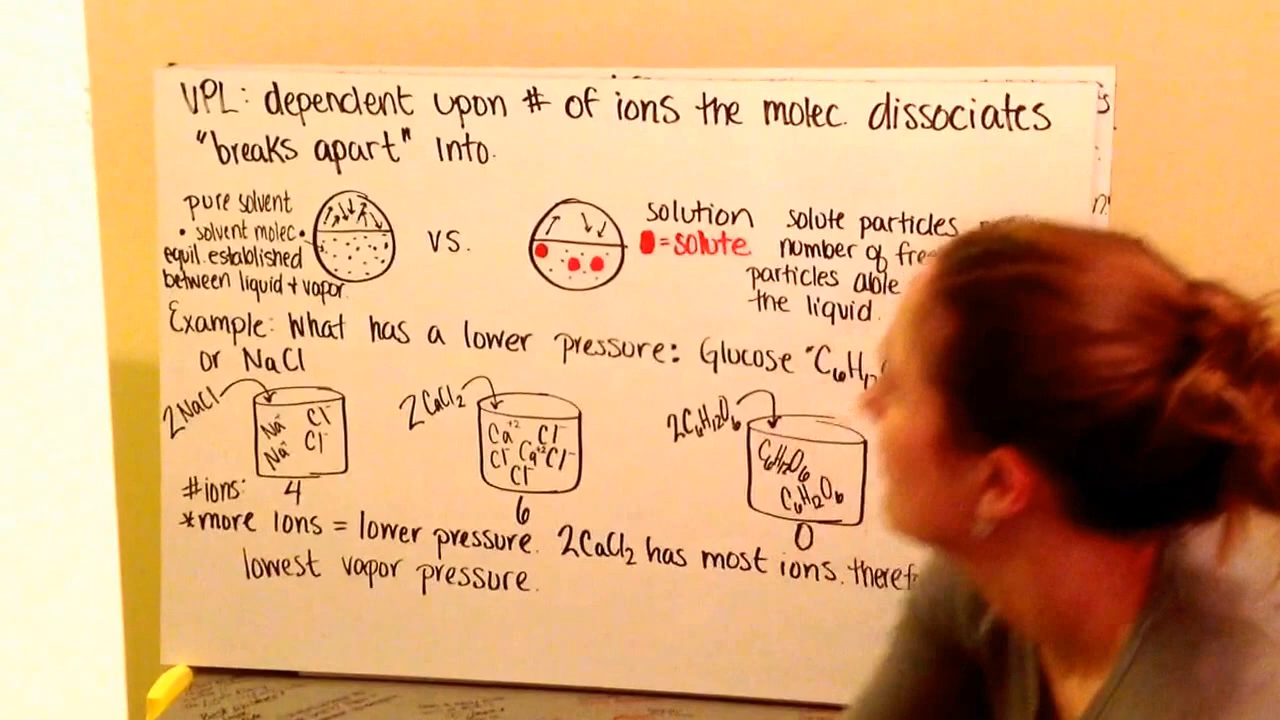 VPL: dependent upon # of ions the molec. dissociates
"breaks apart" into.
pure solvent
• solvent molec.
equil. established
between liquid + vapor
VS.
solution
= solute
solute particles
number of
particles able
the liquid.
Example: What has a lower pressure: Glucose "C6H12
or NaCl
2NaCl
Na+ Cl-
Na+ Cl-
2CaCl2
Ca+2 Cl-
Cl- Ca+2 Cl-
Cl-
2C6H12O6
C6H12O6
C6H12O6
#ions: 4 6 0
*more ions = lower pressure. 2CaCl2 has most ions. theref
lowest vapor pressure.